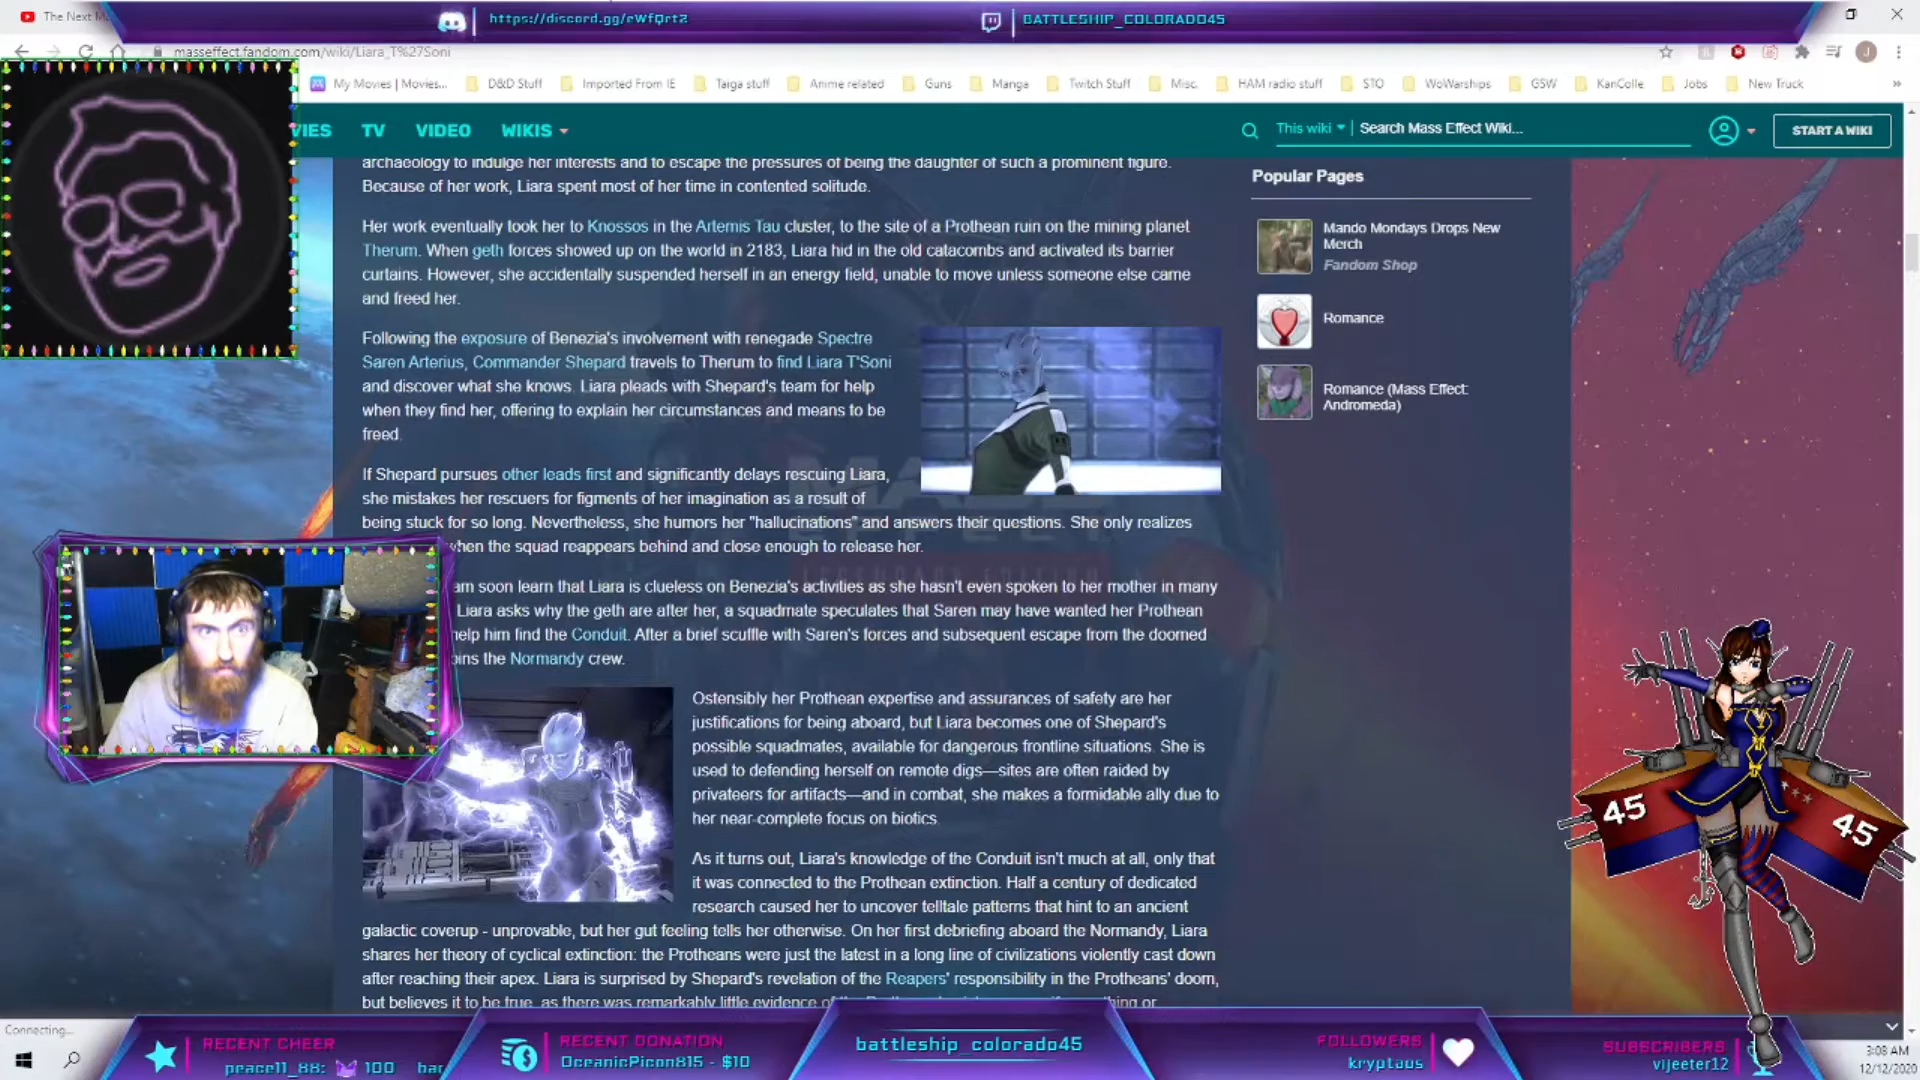 The Next M
https://discord.gg/eWfQrt2
BATTLESHIP_COLORADO45
masseffect.fandom.com/wiki/Liara_T%27Soni
J
My Movies | Movies...
D&D Stuff
Imported From IE
Taiga stuff
Anime related
Guns
Manga
Twitch Stuff
Misc.
HAM radio stuff
STO
WoWarships
GSW
KanColle
Jobs
New Truck
»
VIES
TV
VIDEO
WIKIS
This wiki
Search Mass Effect Wiki...
START A WIKI
archaeology to indulge her interests and to escape the pressures of being the daughter of such a prominent figure.
Because of her work, Liara spent most of her time in contented solitude.
Her work eventually took her to Knossos in the Artemis Tau cluster, to the site of a Prothean ruin on the mining planet
Therum. When geth forces showed up on the world in 2183, Liara hid in the old catacombs and activated its barrier
curtains. However, she accidentally suspended herself in an energy field, unable to move unless someone else came
and freed her.
Following the exposure of Benezia's involvement with renegade Spectre
Saren Arterius, Commander Shepard travels to Therum to find Liara T'Soni
and discover what she knows. Liara pleads with Shepard's team for help
when they find her, offering to explain her circumstances and means to be
freed.
If Shepard pursues other leads first and significantly delays rescuing Liara,
she mistakes her rescuers for figments of her imagination as a result of
being stuck for so long. Nevertheless, she humors her "hallucinations" and answers their questions. She only realizes
when the squad reappears behind and close enough to release her.
am soon learn that Liara is clueless on Benezia's activities as she hasn't even spoken to her mother in many
Liara asks why the geth are after her, a squadmate speculates that Saren may have wanted her Prothean
help him find the Conduit. After a brief scuffle with Saren's forces and subsequent escape from the doomed
oins the Normandy crew.
Ostensibly her Prothean expertise and assurances of safety are her
justifications for being aboard, but Liara becomes one of Shepard's
possible squadmates, available for dangerous frontline situations. She is
used to defending herself on remote digs—sites are often raided by
privateers for artifacts—and in combat, she makes a formidable ally due to
her near-complete focus on biotics.
As it turns out, Liara's knowledge of the Conduit isn't much at all, only that
it was connected to the Prothean extinction. Half a century of dedicated
research caused her to uncover telltale patterns that hint to an ancient
galactic coverup - unprovable, but her gut feeling tells her otherwise. On her first debriefing aboard the Normandy, Liara
shares her theory of cyclical extinction: the Protheans were just the latest in a long line of civilizations violently cast down
after reaching their apex. Liara is surprised by Shepard's revelation of the Reapers' responsibility in the Protheans' doom,
but believes it to be true, as there was remarkably little evidence of
Popular Pages
Mando Mondays Drops New
Merch
Fandom Shop
Romance
Romance (Mass Effect:
Andromeda)
45
45
Connecting...
RECENT CHEER
peace11_88: 100 bar
RECENT DONATION
OceanicPicon815 - $10
battleship_colorado45
FOLLOWERS
kryptaus
SUBSCRIBERS
vijeeter12
3:08 AM
12/12/2020